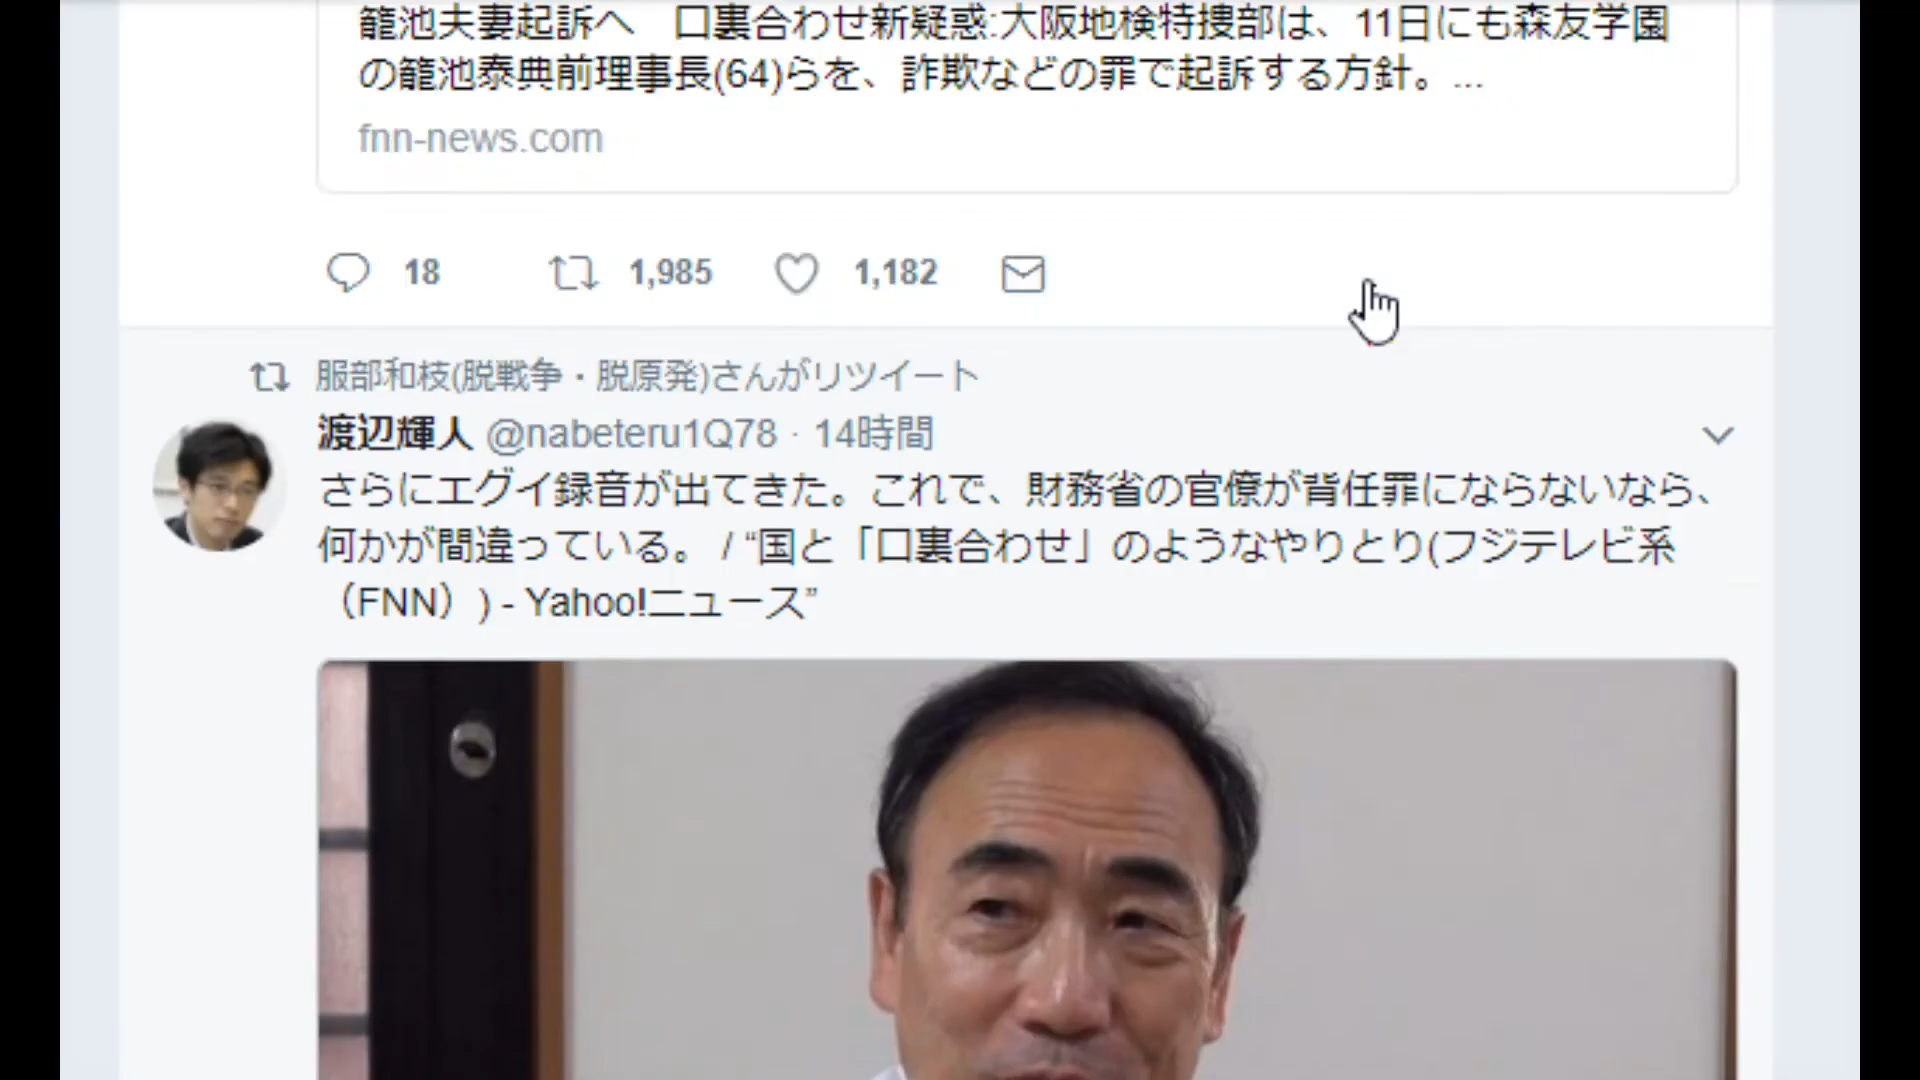 籠池夫妻起訴へ　口裏合わせ新疑惑:大阪地検特捜部は、11日にも森友学園
の籠池泰典前理事長(64)らを、詐欺などの罪で起訴する方針。...
fnn-news.com
18 1,985 1,182
服部和枝(脱戦争・脱原発)さんがリツイート
渡辺輝人 @nabeteru1Q78 · 14時間
さらにエグイ録音が出てきた。これで、財務省の官僚が背任罪にならないなら、
何かが間違っている。 / “国と「口裏合わせ」のようなやりとり(フジテレビ系
（FNN）) - Yahoo!ニュース”